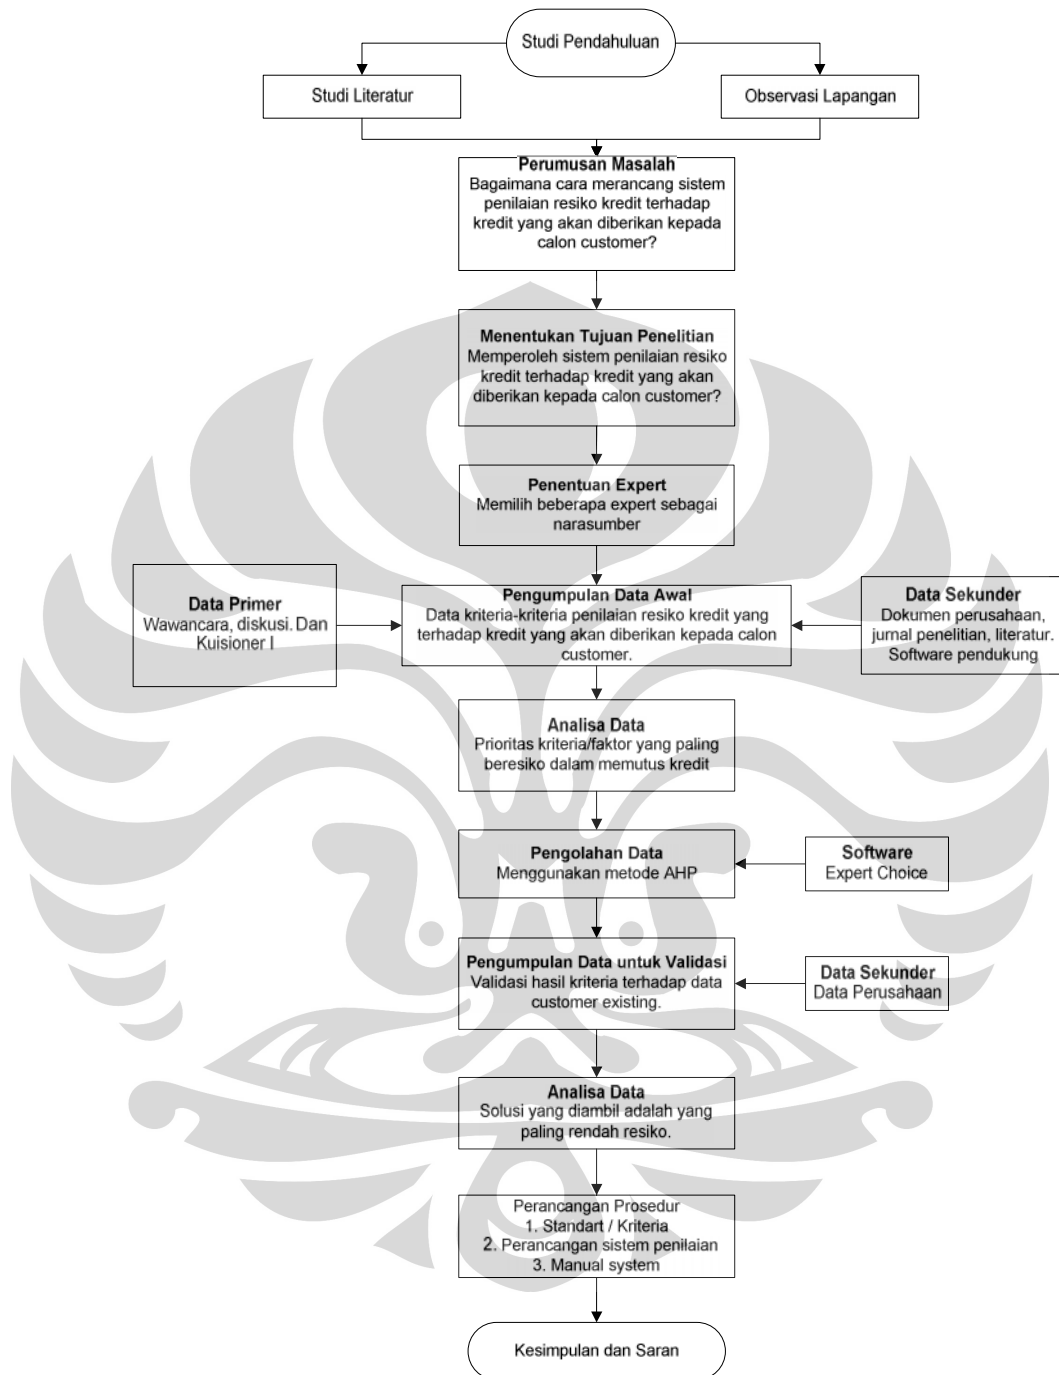 Studi Pendahuluan
Studi Literatur
Observasi Lapangan
Perumusan Masalah
Bagaimana cara merancang sistem
penilaian resiko kredit terhadap
kredit yang akan diberikan kepada
calon customer?
Menentukan Tujuan Penelitian
Memperoleh sistem penilaian resiko
kredit terhadap kredit yang akan
diberikan kepada calon customer?
Penentuan Expert
Memilih beberapa expert sebagai
narasumber
Data Primer
Wawancara, diskusi. Dan
Kuisioner I
Pengumpulan Data Awal
Data kriteria-kriteria penilaian resiko kredit yang
terhadap kredit yang akan diberikan kepada calon
customer.
Data Sekunder
Dokumen perusahaan,
jurnal penelitian, literatur.
Software pendukung
Analisa Data
Prioritas kriteria/faktor yang paling
beresiko dalam memutus kredit
Pengolahan Data
Menggunakan metode AHP
Software
Expert Choice
Pengumpulan Data untuk Validasi
Validasi hasil kriteria terhadap data
customer existing.
Data Sekunder
Data Perusahaan
Analisa Data
Solusi yang diambil adalah yang
paling rendah resiko.
Perancangan Prosedur
1. Standart / Kriteria
2. Perancangan sistem penilaian
3. Manual system
Kesimpulan dan Saran